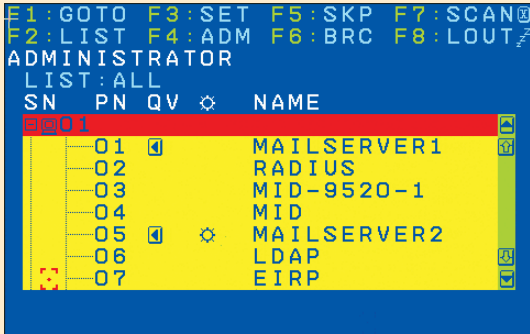 F1:GOTO F3:SET F5:SKP F7:SCAN
F2:LIST F4:ADM F6:BRC F8:LOUT zz
ADMINISTRATOR
LIST:ALL
SN PN QV NAME
01
01 MAILSERVER1
02 RADIUS
03 MID-9520-1
04 MID
05 MAILSERVER2
06 LDAP
07 EIRP